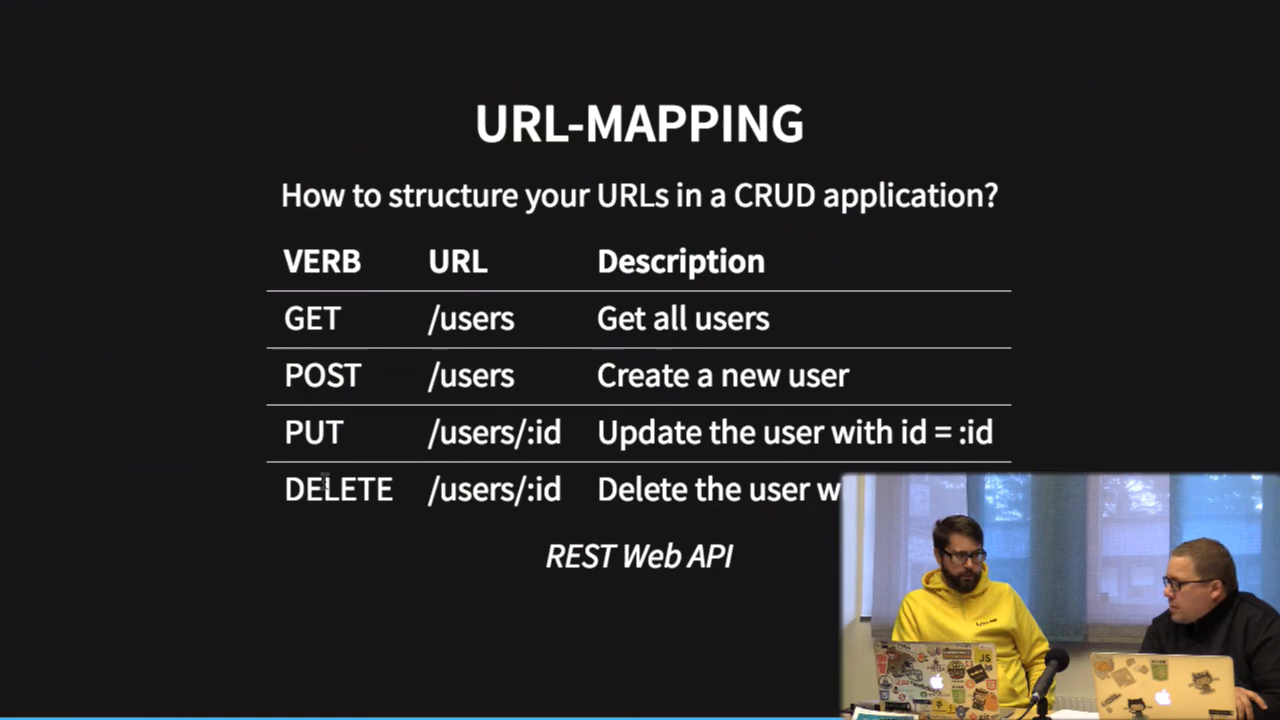 URL-MAPPING
How to structure your URLs in a CRUD application?
VERB URL Description
GET /users Get all users
POST /users Create a new user
PUT /users/:id Update the user with id = :id
DELETE /users/:id Delete the user
REST Web API
JS